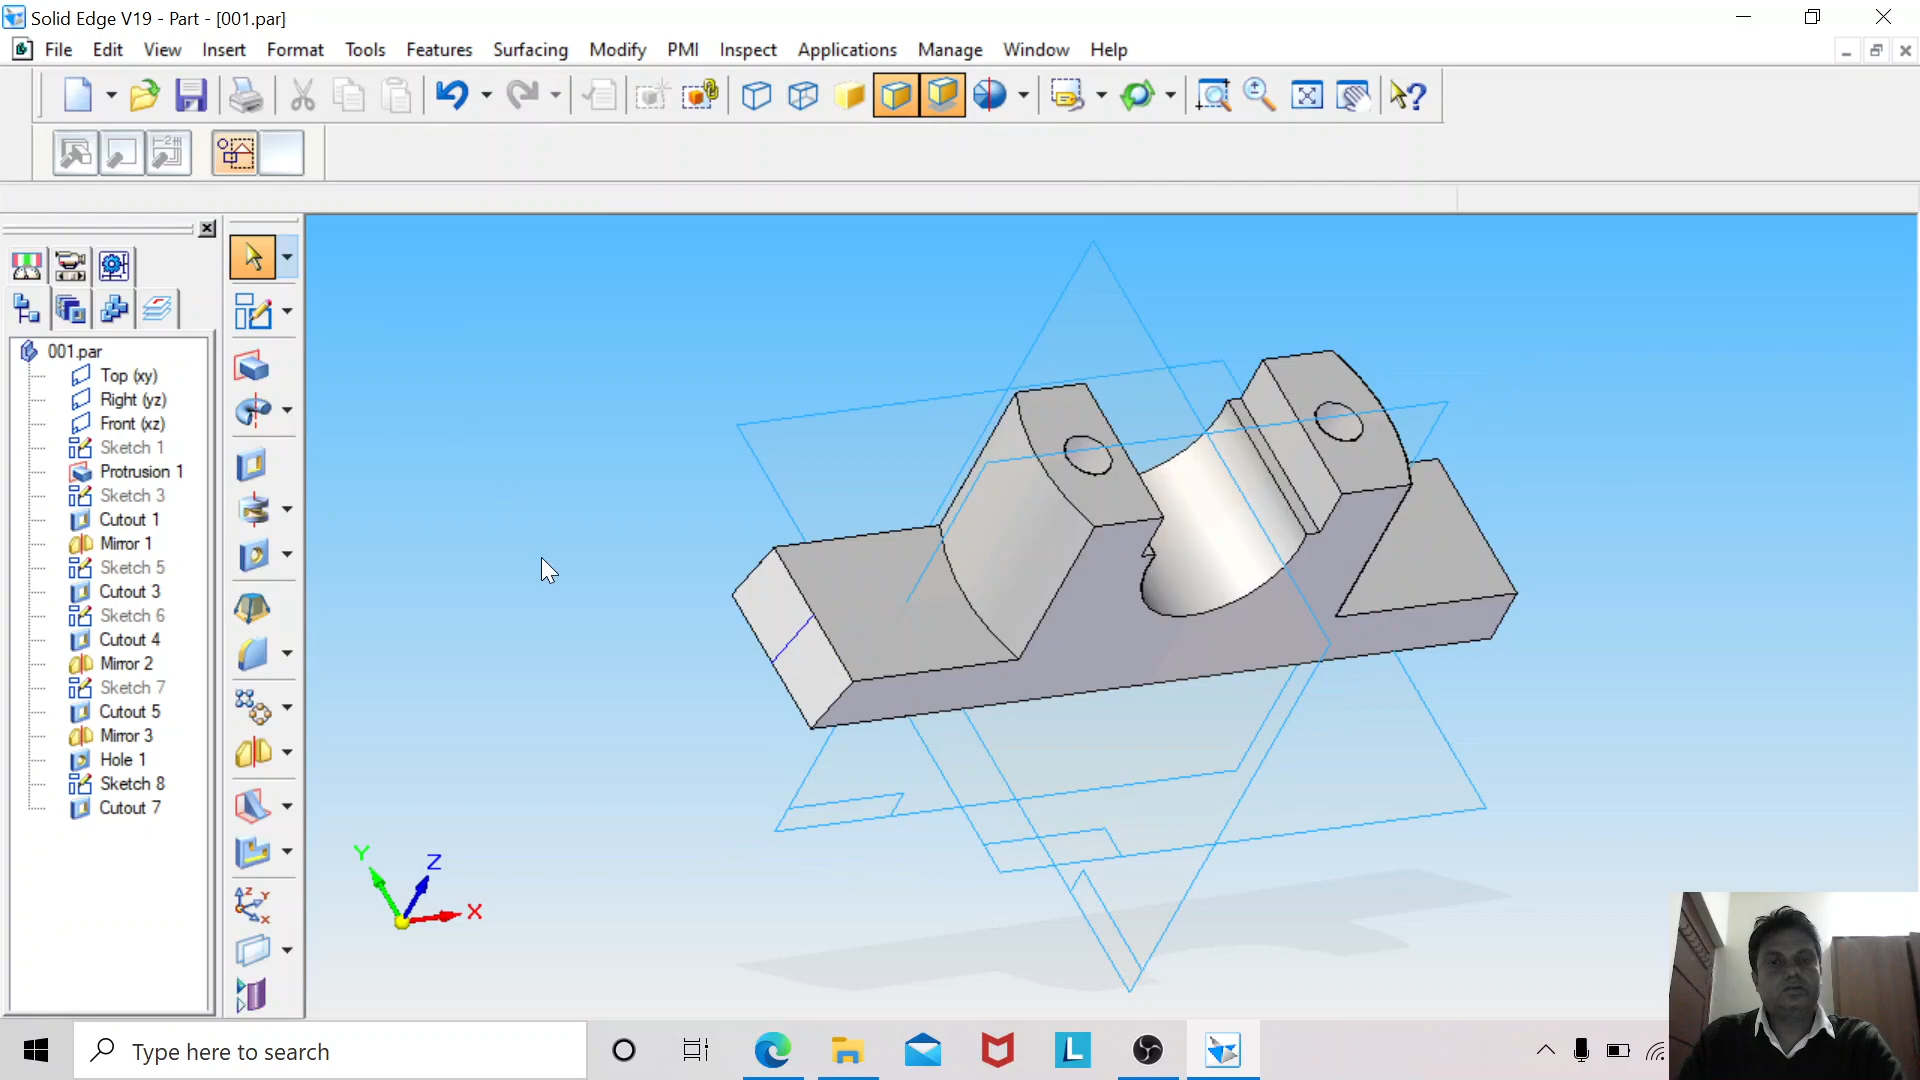 Solid Edge V19 - Part - [001.par]
File Edit View Insert Format Tools Features Surfacing Modify PMI Inspect Applications Manage Window Help
001.par
Top (xy)
Right (yz)
Front (xz)
Sketch 1
Protrusion 1
Sketch 3
Cutout 1
Mirror 1
Sketch 5
Cutout 3
Sketch 6
Cutout 4
Mirror 2
Sketch 7
Cutout 5
Mirror 3
Hole 1
Sketch 8
Cutout 7
Y Z X
Type here to search